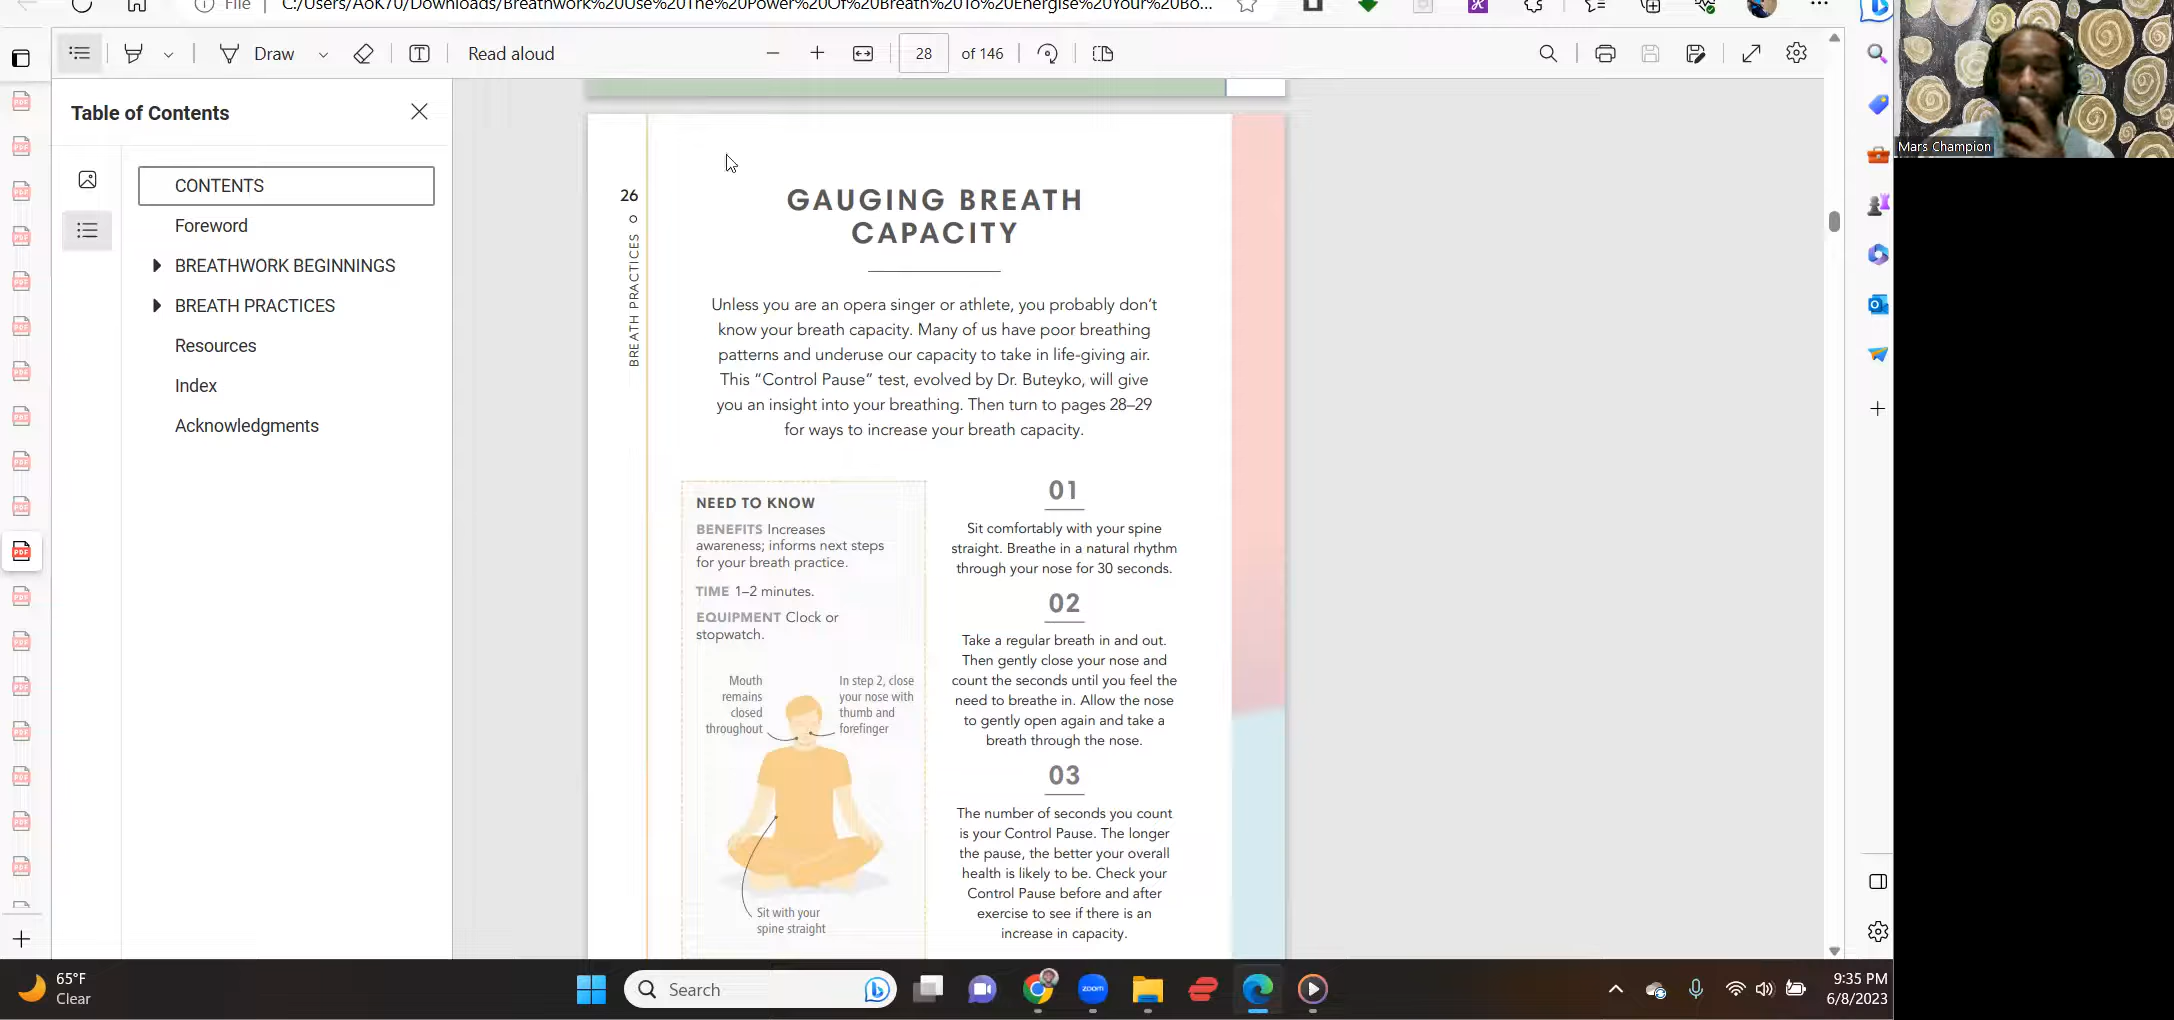 File
C:/Users/AoK70/Downloads/Breathwork%20Use%20The%20Power%20Of%20Breath%20To%20Energise%20Your%20Bo...
Draw
Read aloud
28
of 146
Table of Contents
CONTENTS
Foreword
BREATHWORK BEGINNINGS
BREATH PRACTICES
Resources
Index
Acknowledgments
26
BREATH PRACTICES
GAUGING BREATH
CAPACITY
Unless you are an opera singer or athlete, you probably don’t
know your breath capacity. Many of us have poor breathing
patterns and underuse our capacity to take in life-giving air.
This “Control Pause” test, evolved by Dr. Buteyko, will give
you an insight into your breathing. Then turn to pages 28–29
for ways to increase your breath capacity.
NEED TO KNOW
BENEFITS Increases
awareness; informs next steps
for your breath practice.
TIME 1–2 minutes.
EQUIPMENT Clock or
stopwatch.
Mouth
remains
closed
throughout
In step 2, close
your nose with
thumb and
forefinger
Sit with your
spine straight
01
Sit comfortably with your spine
straight. Breathe in a natural rhythm
through your nose for 30 seconds.
02
Take a regular breath in and out.
Then gently close your nose and
count the seconds until you feel the
need to breathe in. Allow the nose
to gently open again and take a
breath through the nose.
03
The number of seconds you count
is your Control Pause. The longer
the pause, the better your overall
health is likely to be. Check your
Control Pause before and after
exercise to see if there is an
increase in capacity.
Mars Champion
65°F
Clear
Search
zoom
9:35 PM
6/8/2023